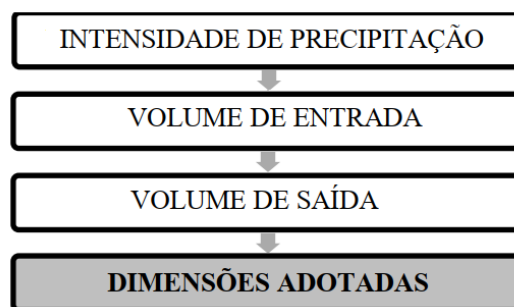 INTENSIDADE DE PRECIPITAÇÃO
VOLUME DE ENTRADA
VOLUME DE SAÍDA
DIMENSÕES ADOTADAS